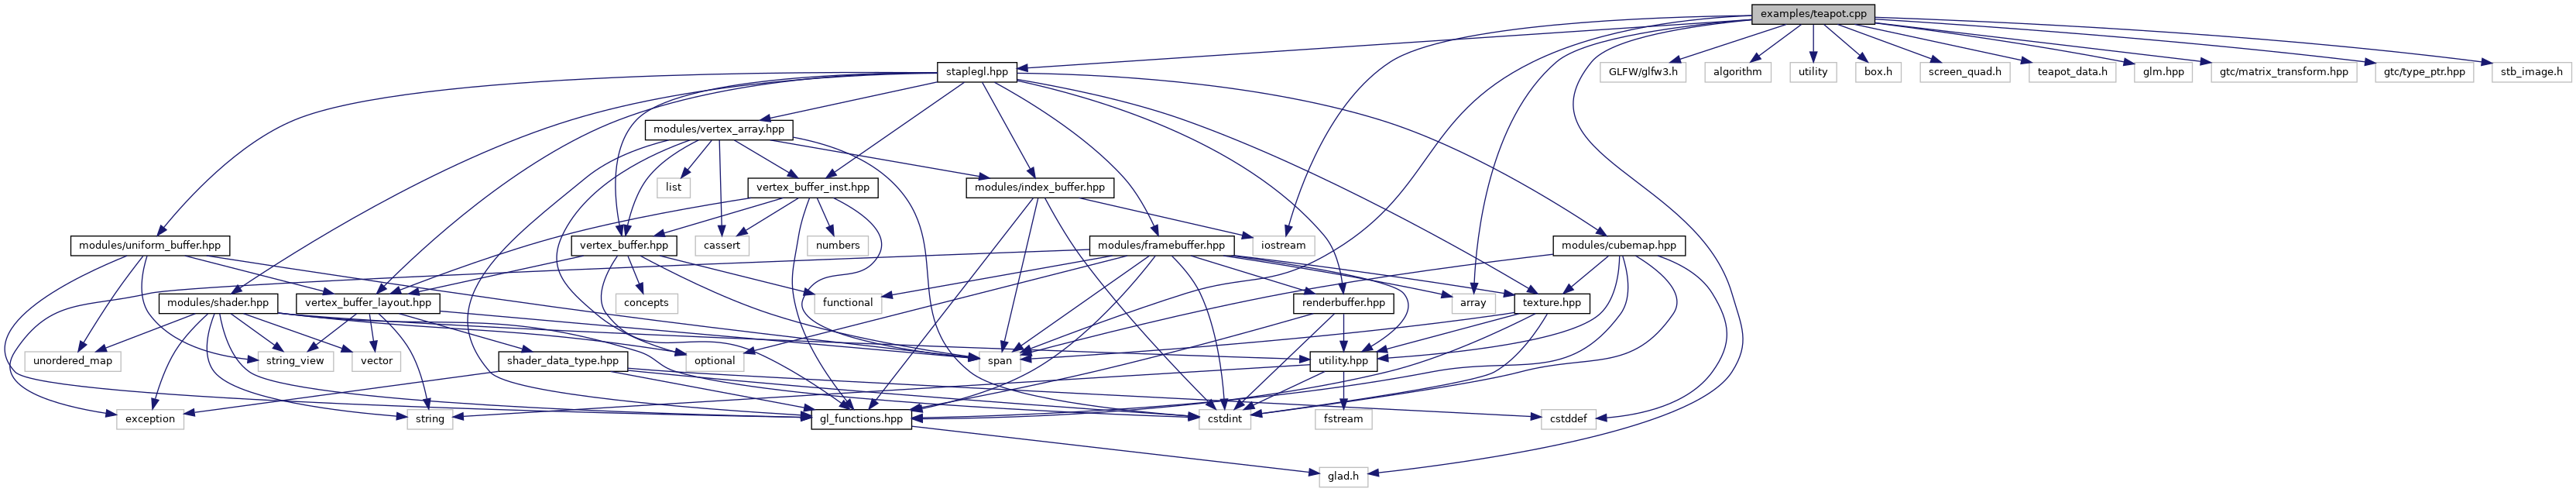 examples/teapot.cpp
staplegl.hpp
GLFW/glfw3.h
algorithm
utility
box.h
screen_quad.h
teapot_data.h
glm.hpp
gtc/matrix_transform.hpp
gtc/type_ptr.hpp
stb_image.h
modules/vertex_array.hpp
list
vertex_buffer_inst.hpp
modules/index_buffer.hpp
modules/uniform_buffer.hpp
vertex_buffer.hpp
cassert
numbers
modules/framebuffer.hpp
iostream
modules/cubemap.hpp
modules/shader.hpp
vertex_buffer_layout.hpp
concepts
functional
renderbuffer.hpp
array
texture.hpp
unordered_map
string_view
vector
shader_data_type.hpp
optional
span
utility.hpp
exception
string
gl_functions.hpp
cstdint
fstream
cstddef
glad.h